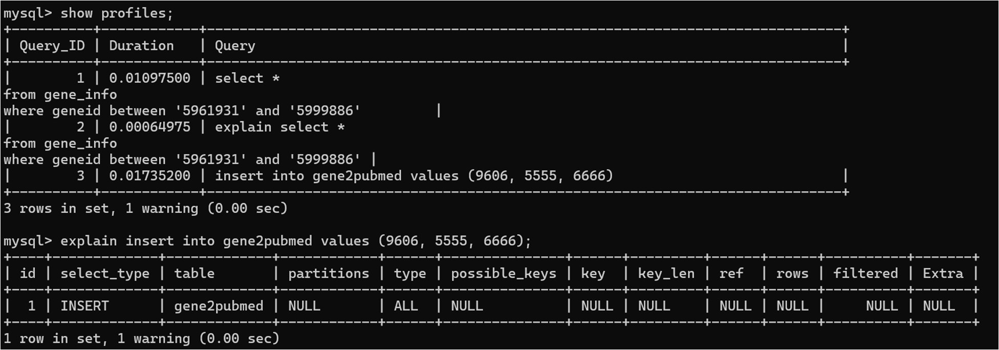 mysql> show profiles;
+----------+------------+------------------------------------------------------------------------------+
| Query_ID | Duration   | Query                                                                        |
+----------+------------+------------------------------------------------------------------------------+
|        1 | 0.01097500 | select *
from gene_info
where geneid between '5961931' and '5999886'         |
|        2 | 0.00064975 | explain select *
from gene_info
where geneid between '5961931' and '5999886' |
|        3 | 0.01735200 | insert into gene2pubmed values (9606, 5555, 6666)                            |
+----------+------------+------------------------------------------------------------------------------+
3 rows in set, 1 warning (0.00 sec)

mysql> explain insert into gene2pubmed values (9606, 5555, 6666);
+----+-------------+-------------+------------+------+---------------+------+---------+------+------+----------+-------+
| id | select_type | table       | partitions | type | possible_keys | key  | key_len | ref  | rows | filtered | Extra |
+----+-------------+-------------+------------+------+---------------+------+---------+------+------+----------+-------+
|  1 | INSERT      | gene2pubmed | NULL       | ALL  | NULL          | NULL | NULL    | NULL | NULL |     NULL | NULL  |
+----+-------------+-------------+------------+------+---------------+------+---------+------+------+----------+-------+
1 row in set, 1 warning (0.00 sec)